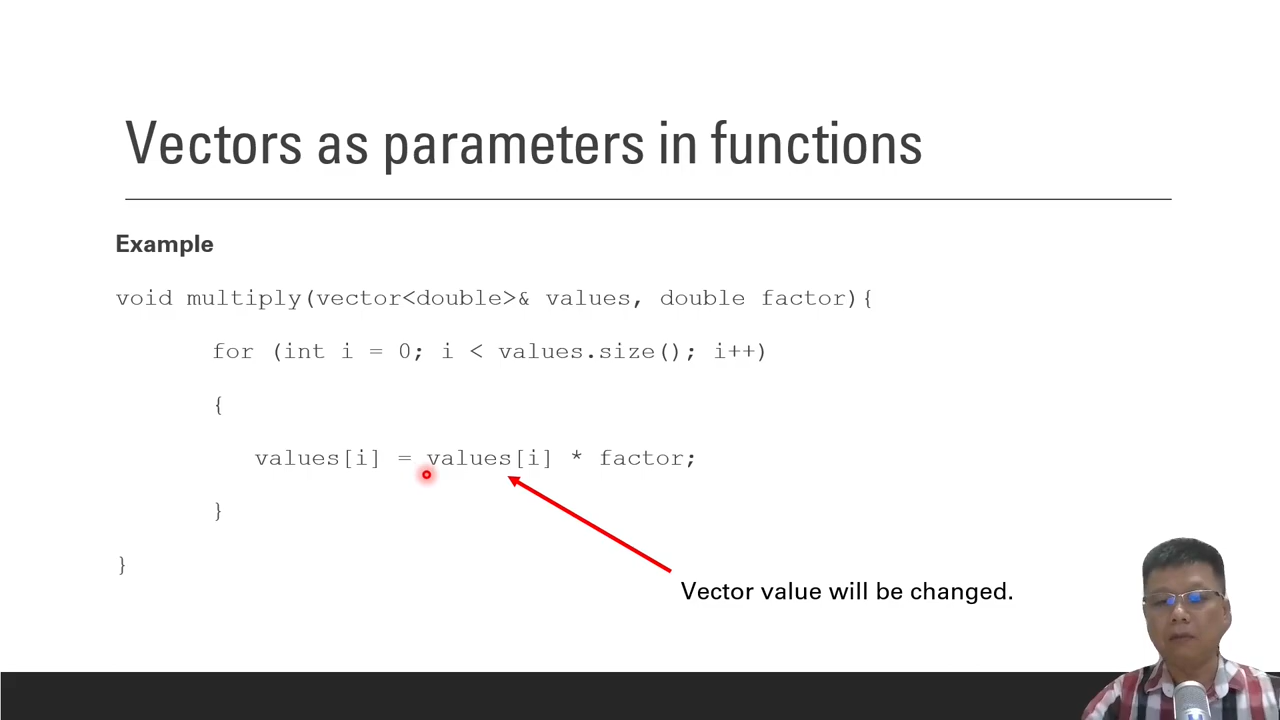 Vectors as parameters in functions
Example
void multiply(vector<double>& values, double factor){
for (int i = 0; i < values.size(); i++)
{
values[i] = values[i] * factor;
}
}
Vector value will be changed.